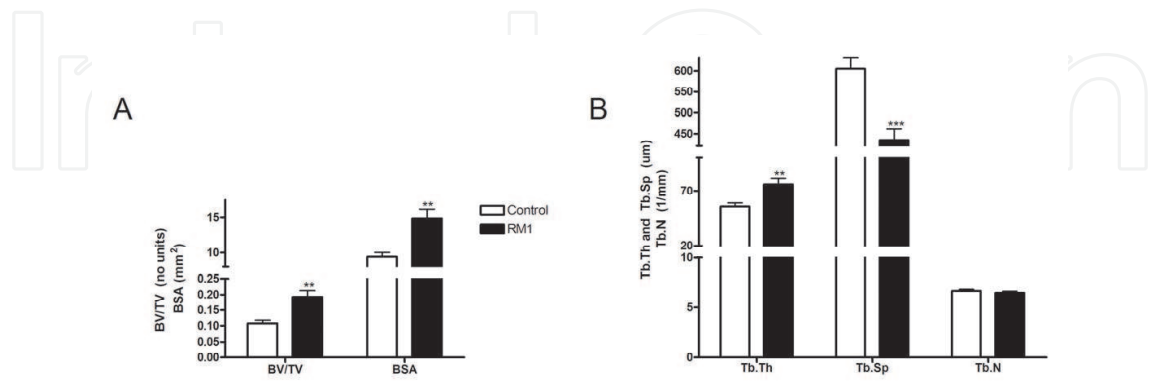 A
BV/TV (no units)
BSA (mm²)
15
10
0.25
0.20
0.15
0.10
0.05
0.00
**
**
BV/TV
BSA
Control
RM1
B
Tb.Th and Tb.Sp (um)
Tb.N (1/mm)
600
500
450
70
20
10
5
0
**
***
Tb.Th
Tb.Sp
Tb.N